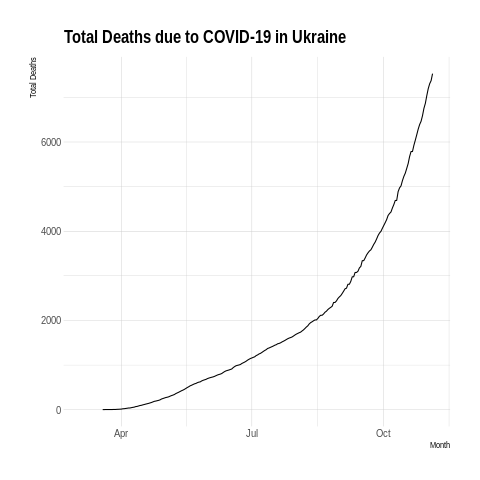 Total Deaths due to COVID-19 in Ukraine
Total Deaths
6000
4000
2000
0
Apr Jul Oct
Month